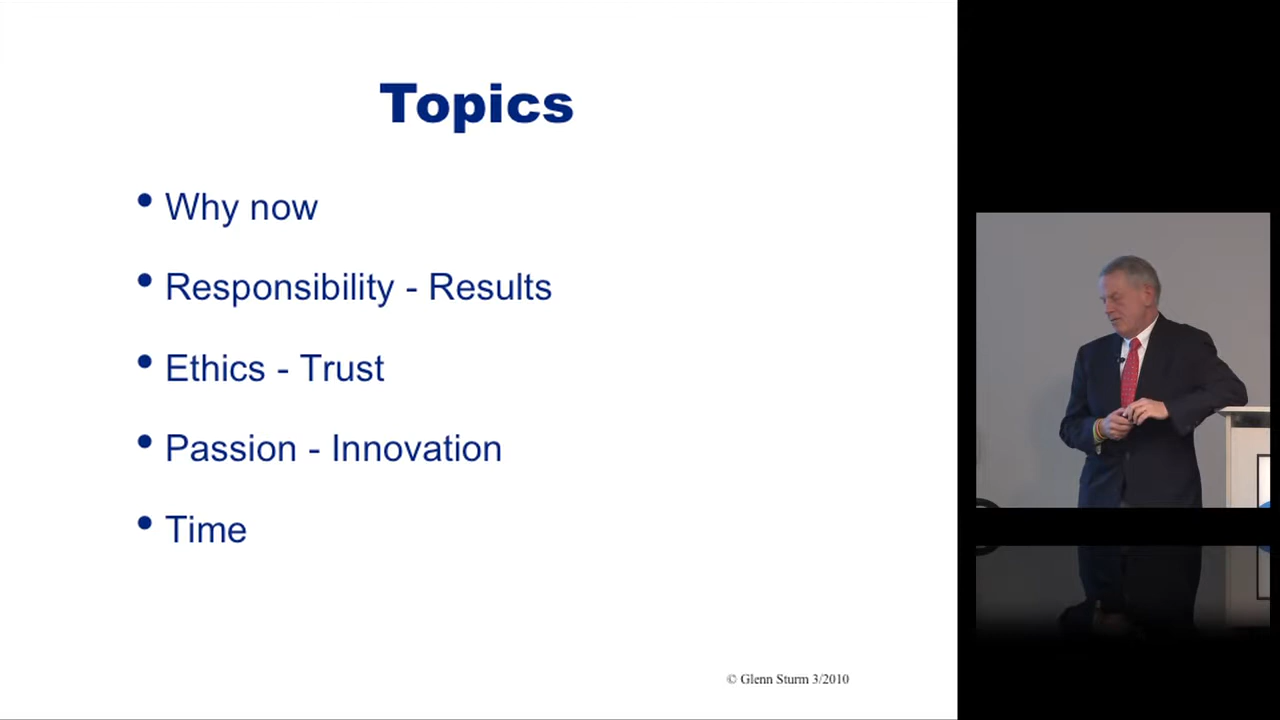 Topics
• Why now
• Responsibility - Results
• Ethics - Trust
• Passion - Innovation
• Time
© Glenn Sturm 3/2010